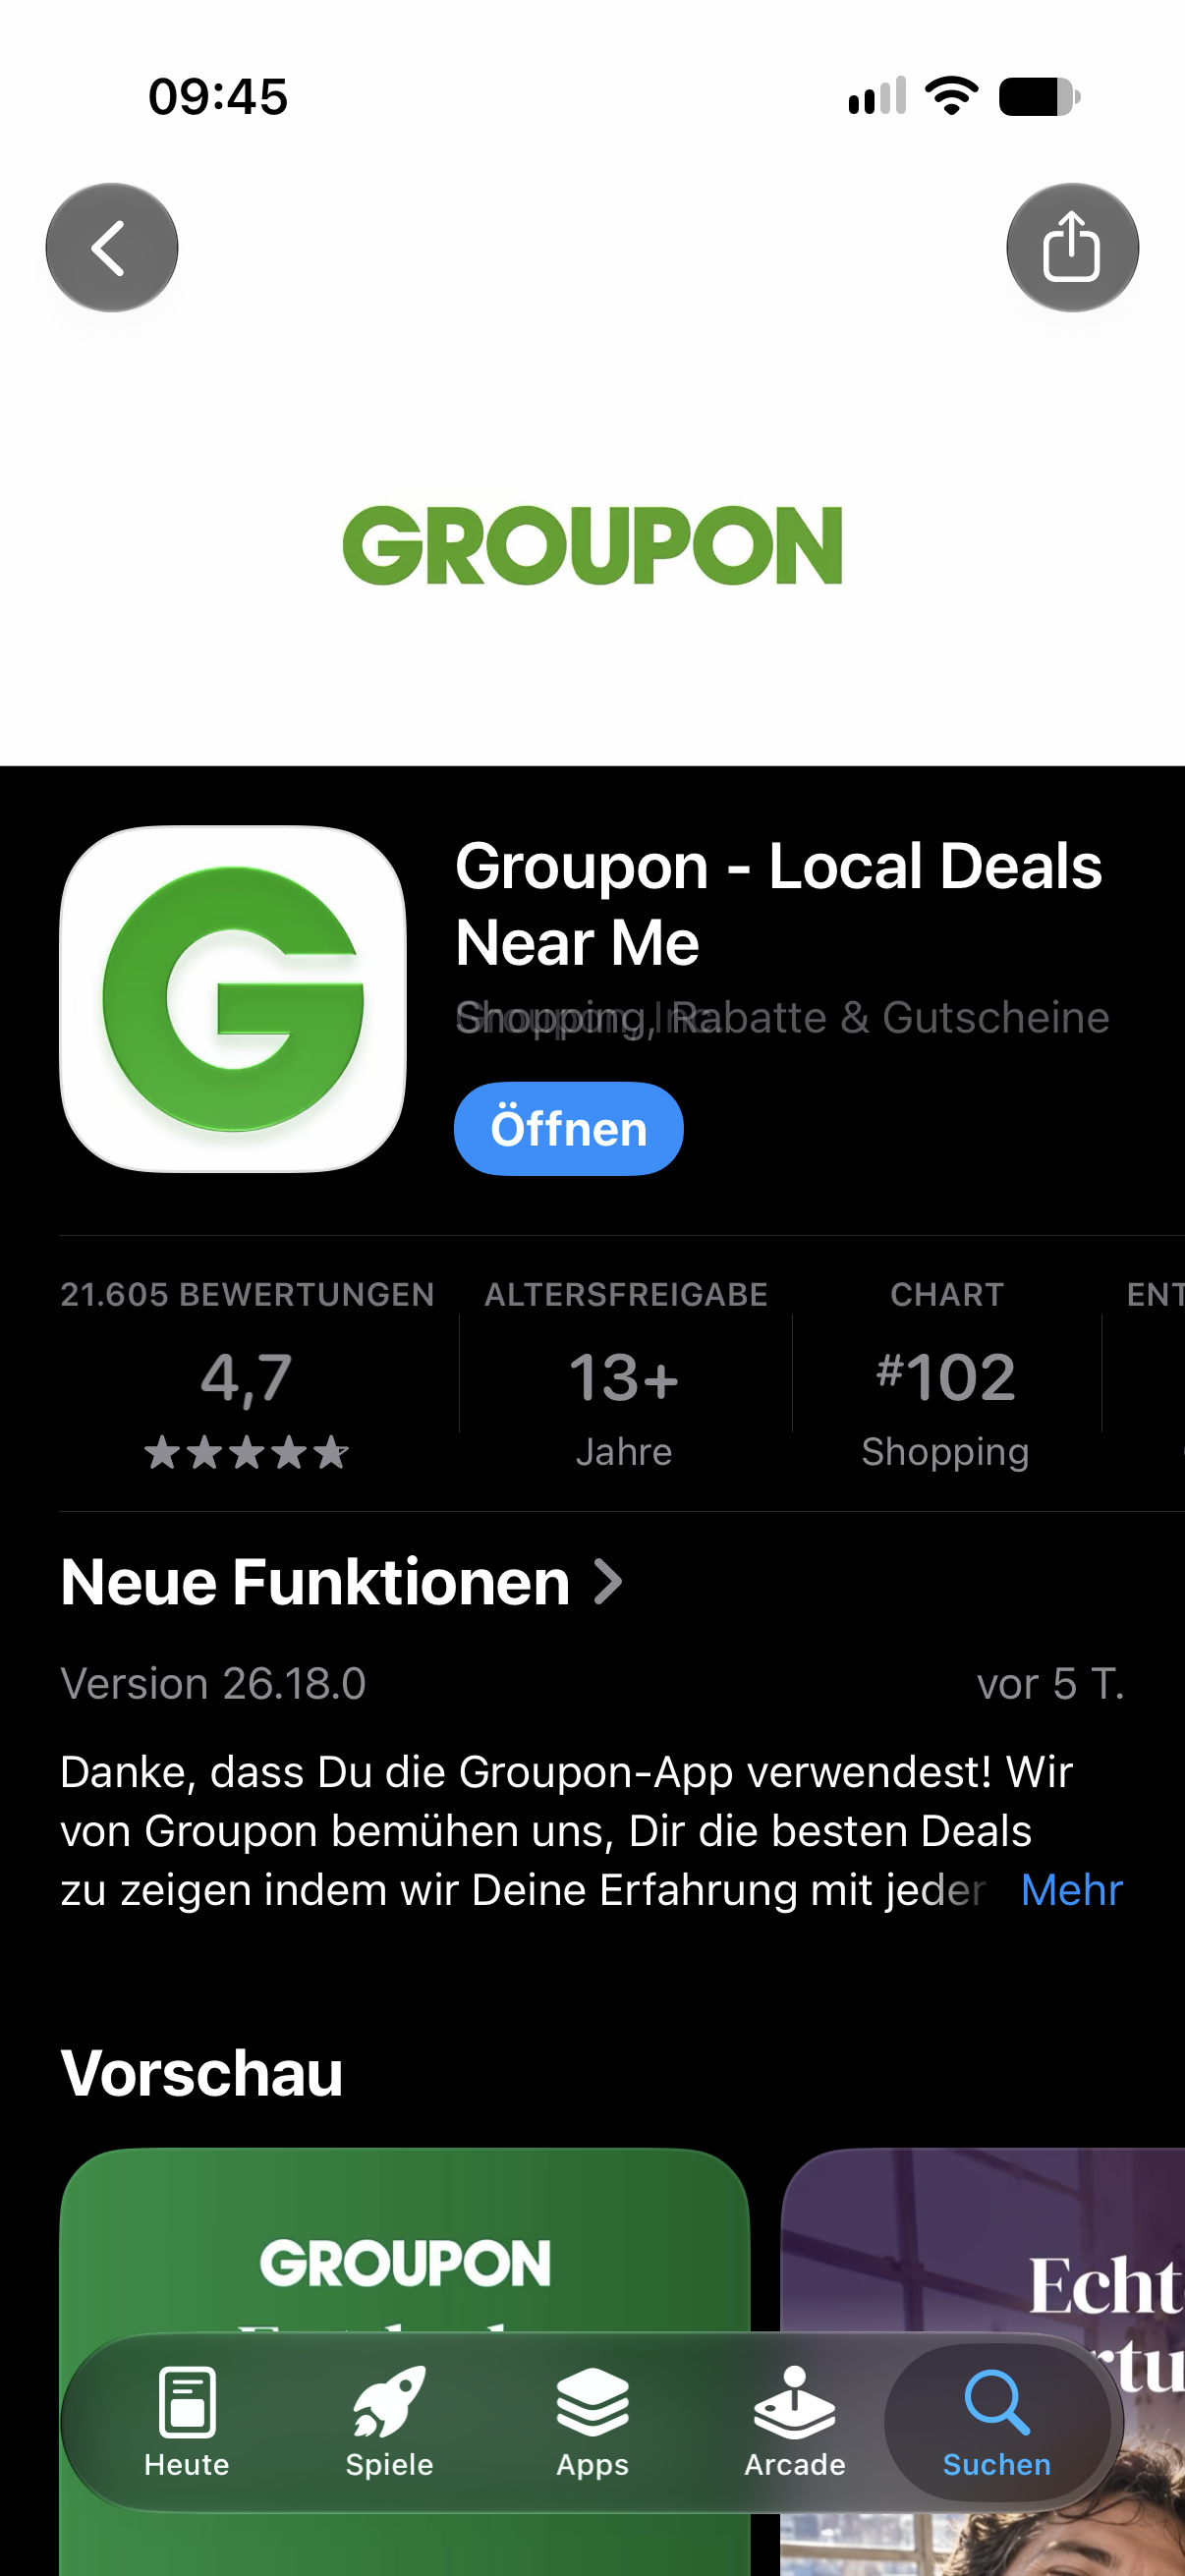 09:45
GROUPON
Groupon - Local Deals
Near Me
Shopping, Rabatte & Gutscheine
Öffnen
21.605 BEWERTUNGEN
4,7
ALTERSFREIGABE
13+
Jahre
CHART
#102
Shopping
ENT
Neue Funktionen
Version 26.18.0
vor 5 T.
Danke, dass Du die Groupon-App verwendest! Wir
von Groupon bemühen uns, Dir die besten Deals
zu zeigen indem wir Deine Erfahrung mit jeder Mehr
Vorschau
GROUPON
Echt
rtu
Heute
Spiele
Apps
Arcade
Suchen